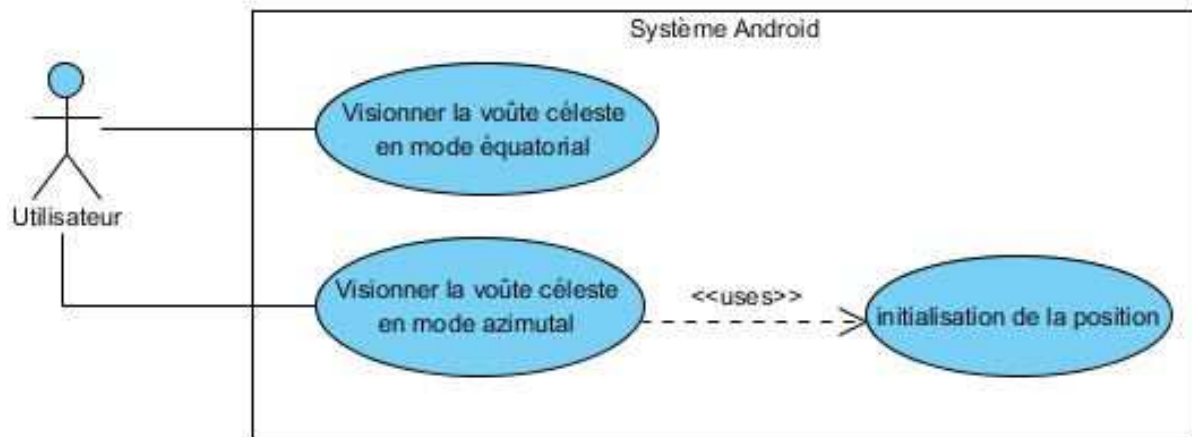 Système Android
Visionner la voûte céleste
en mode équatorial
Utilisateur
Visionner la voûte céleste
en mode azimutal
<<uses>>
initialisation de la position